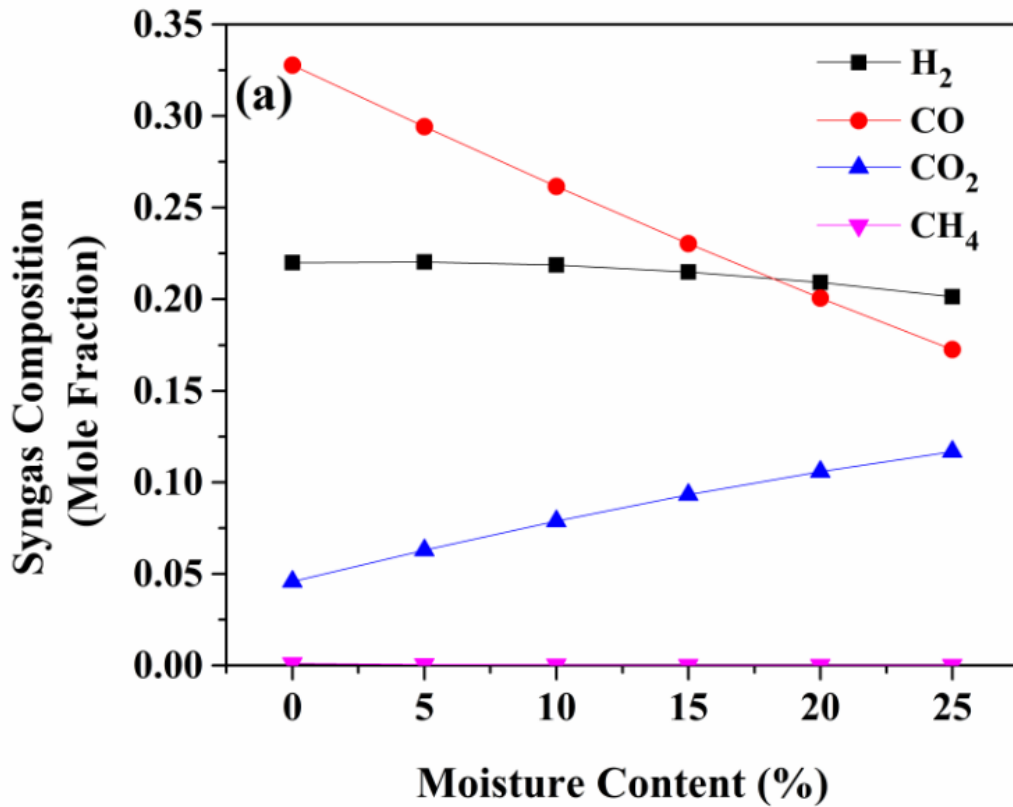 (a)
H₂
CO
CO₂
CH₄
0.35
0.30
0.25
0.20
0.15
0.10
0.05
0.00
Syngas Composition
(Mole Fraction)
0 5 10 15 20 25
Moisture Content (%)